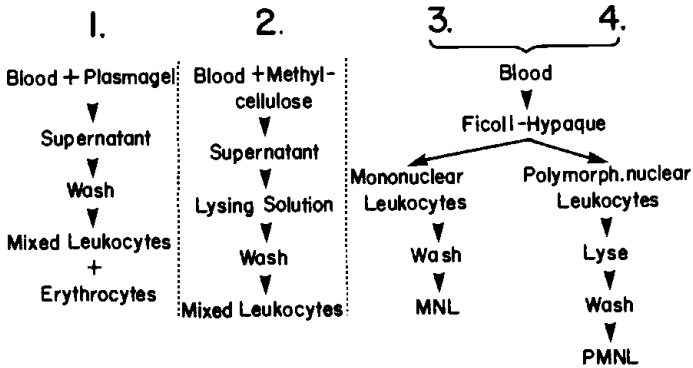 1.
Blood + Plasmagel
Supernatant
Wash
Mixed Leukocytes
+
Erythrocytes
2.
Blood + Methyl-
cellulose
Supernatant
Lysing Solution
Wash
Mixed Leukocytes
3. 4.
Blood
Ficoll-Hypaque
Mononuclear
Leukocytes
Wash
MNL
Polymorph.nuclear
Leukocytes
Lyse
Wash
PMNL